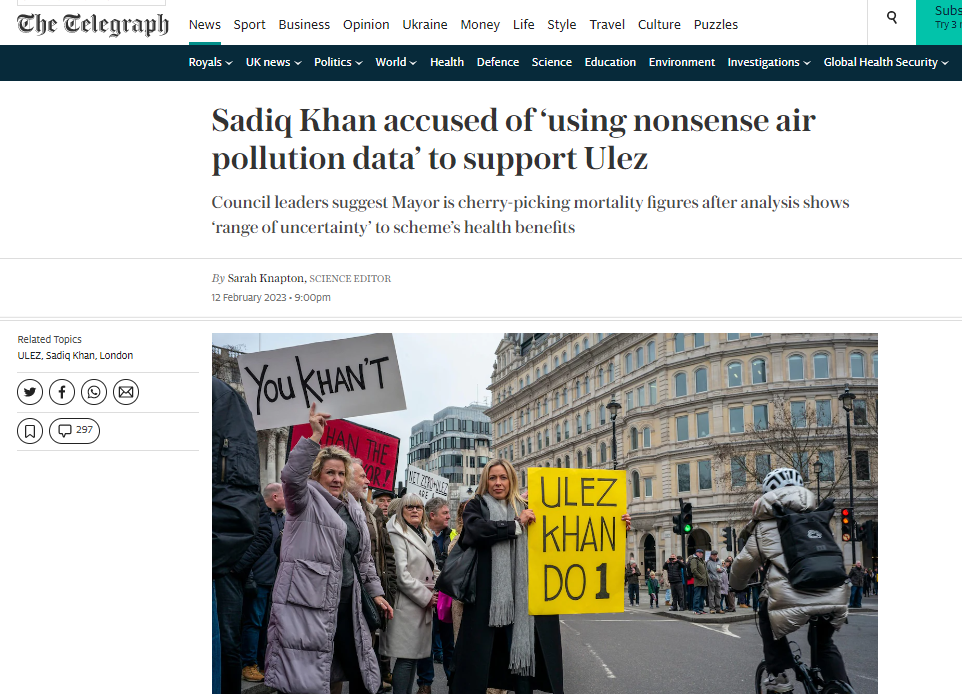 The Telegraph
News Sport Business Opinion Ukraine Money Life Style Travel Culture Puzzles
Subs
Try 3
Royals UK news Politics World Health Defence Science Education Environment Investigations Global Health Security
Sadiq Khan accused of ‘using nonsense air
pollution data’ to support Ulez
Council leaders suggest Mayor is cherry-picking mortality figures after analysis shows
‘range of uncertainty’ to scheme’s health benefits
By Sarah Knapton, SCIENCE EDITOR
12 February 2023 • 9:00pm
Related Topics
ULEZ, Sadiq Khan, London
297
YOU KHAN'T
HAN THE
NET ZERO+ULEZ
ARE
ULEZ
KHAN
DO 1